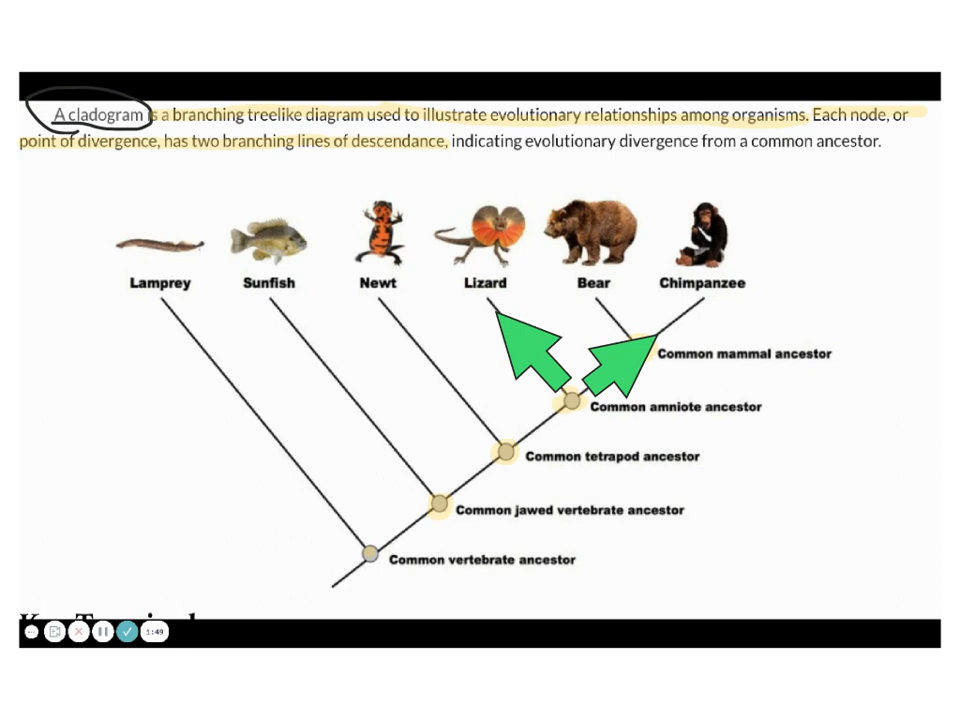 A cladogram is a branching treelike diagram used to illustrate evolutionary relationships among organisms. Each node, or
point of divergence, has two branching lines of descendance, indicating evolutionary divergence from a common ancestor.
Lamprey Sunfish Newt Lizard Bear Chimpanzee
Common mammal ancestor
Common amniote ancestor
Common tetrapod ancestor
Common jawed vertebrate ancestor
Common vertebrate ancestor
1:49